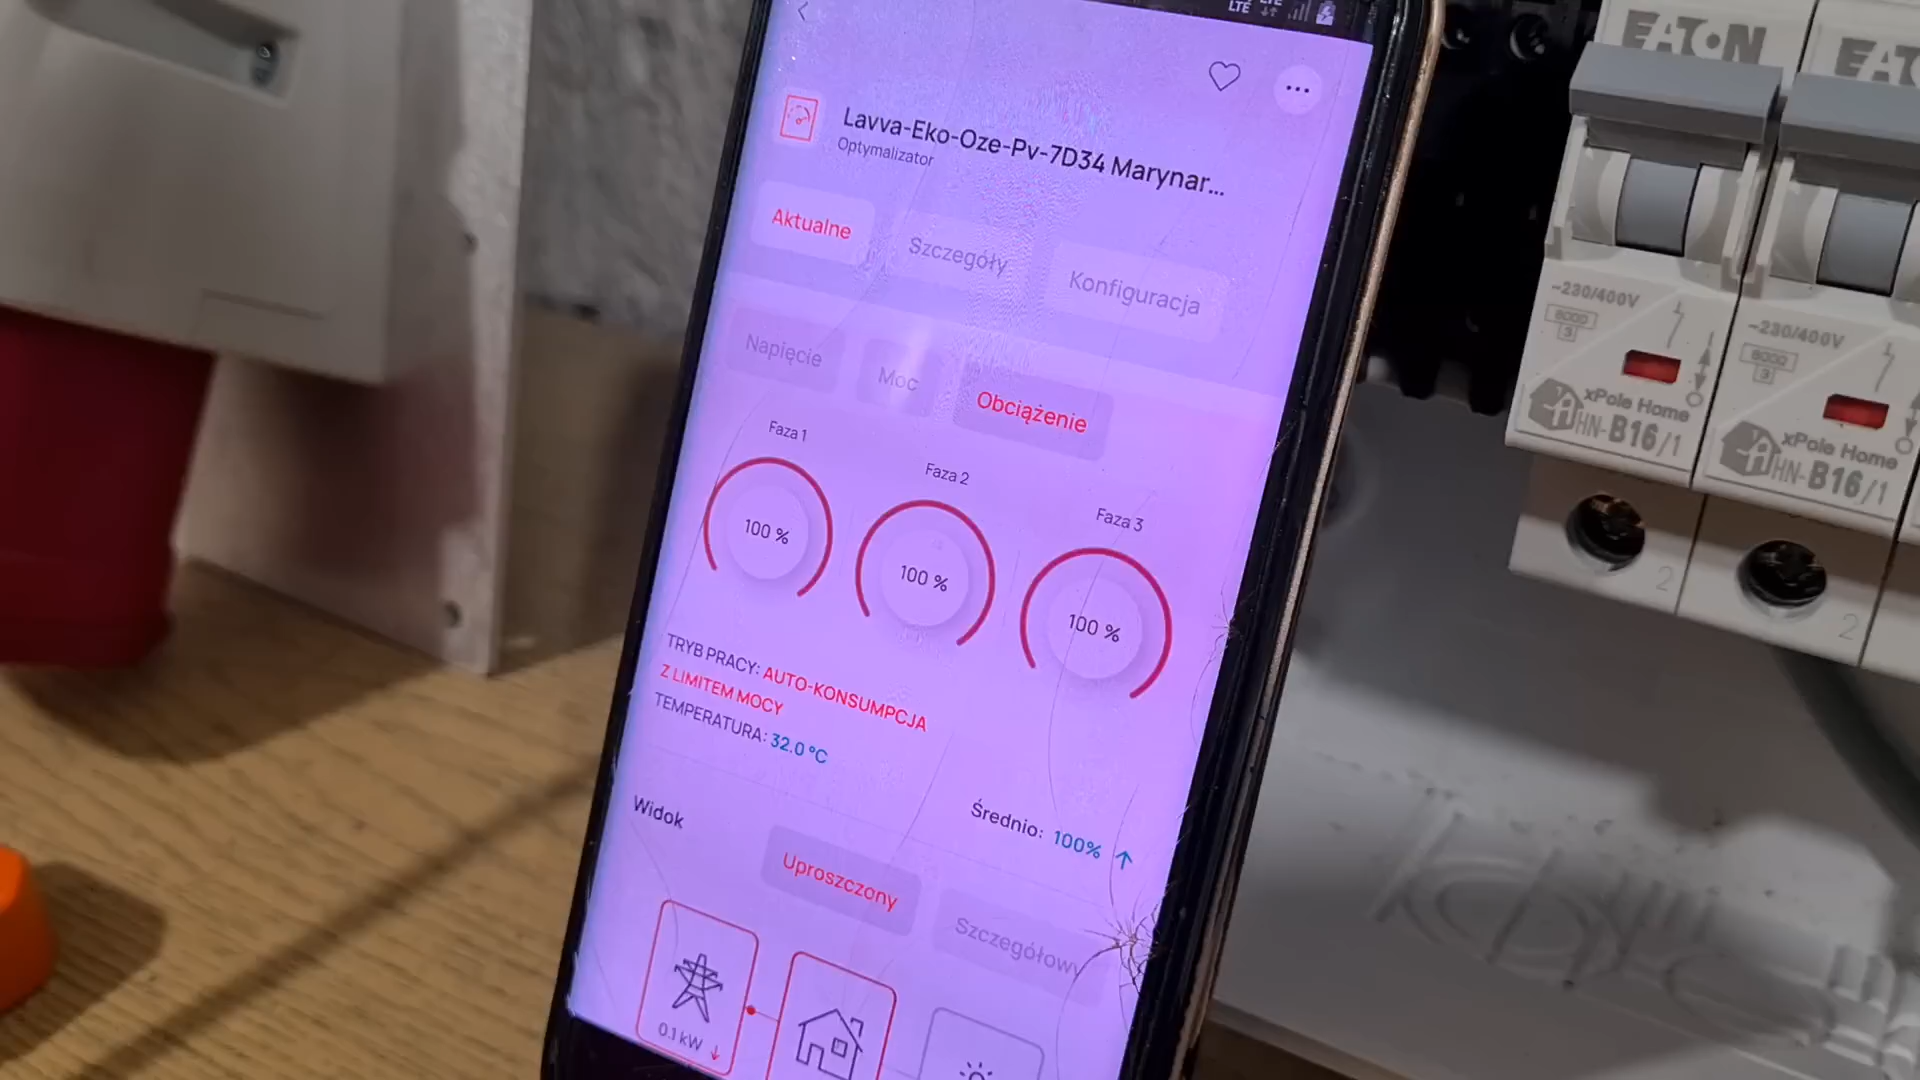 LTE
Lavva-Eko-Oze-Pv-7D34 Marynar...
Optymalizator
Aktualne
Szczegóły
Konfiguracja
Napięcie
Moc
Obciążenie
Faza 1
Faza 2
Faza 3
100 %
100 %
100 %
TRYB PRACY: AUTO-KONSUMPCJA
Z LIMITEM MOCY
TEMPERATURA: 32.0 °C
Średnio: 100% ↑
Widok
Uproszczony
Szczegółowy
0.1 kW ↓
EATON
~230/400V
6000
3
xPole Home
HN-B16/1
2
EATO
~230/400V
6000
3
xPole Home
HN-B16/1
2